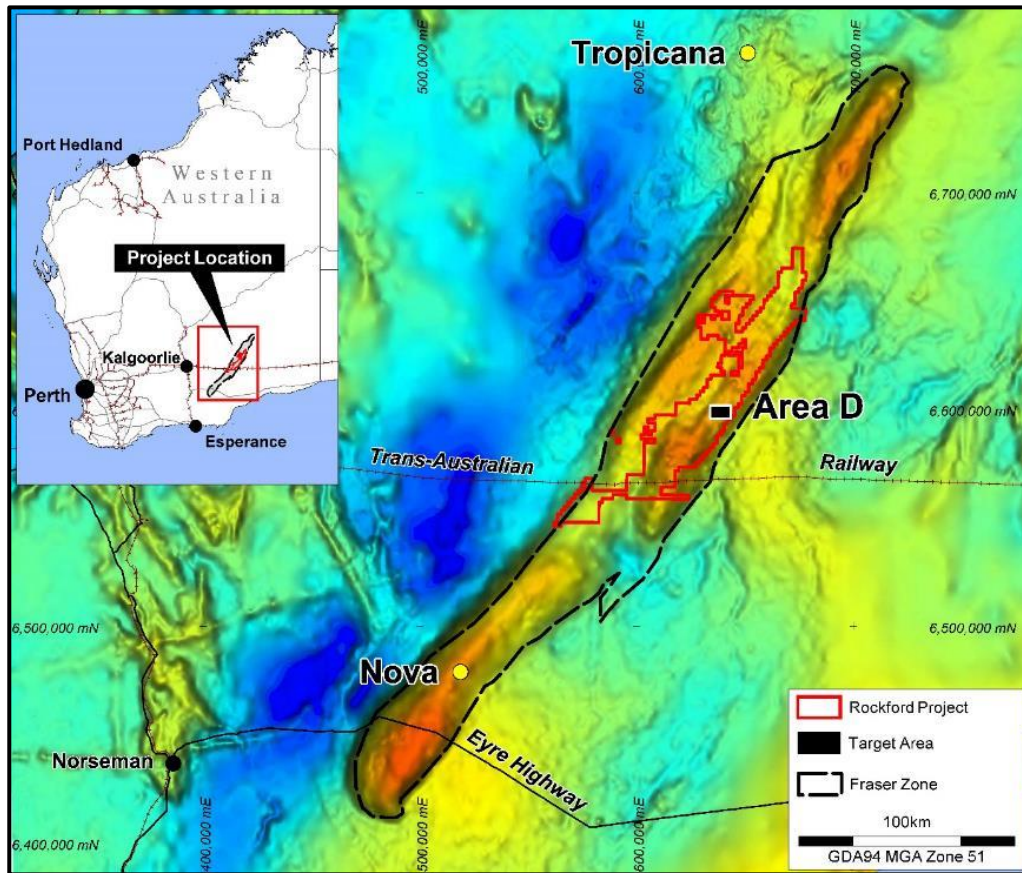 Port Hedland
Western
Australia
Project Location
Kalgoorlie
Perth
Esperance
500,000 mE
600,000 mE
700,000 mE
Tropicana
6,700,000 mN
Area D
6,600,000 mN
Trans-Australian
Railway
6,500,000 mN
6,500,000 mN
Nova
Norseman
Eyre Highway
6,400,000 mN
400,000 mE
500,000 mE
600,000 mE
Rockford Project
Target Area
Fraser Zone
100km
GDA94 MGA Zone 51